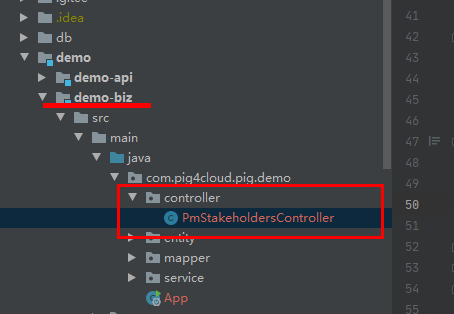 .idea
db
demo
demo-api
demo-biz
src
main
java
com.pig4cloud.pig.demo
controller
PmStakeholdersController
entity
mapper
service
App
41
42
43
44
45
46
47
48
49
50
51
52
53
54
55